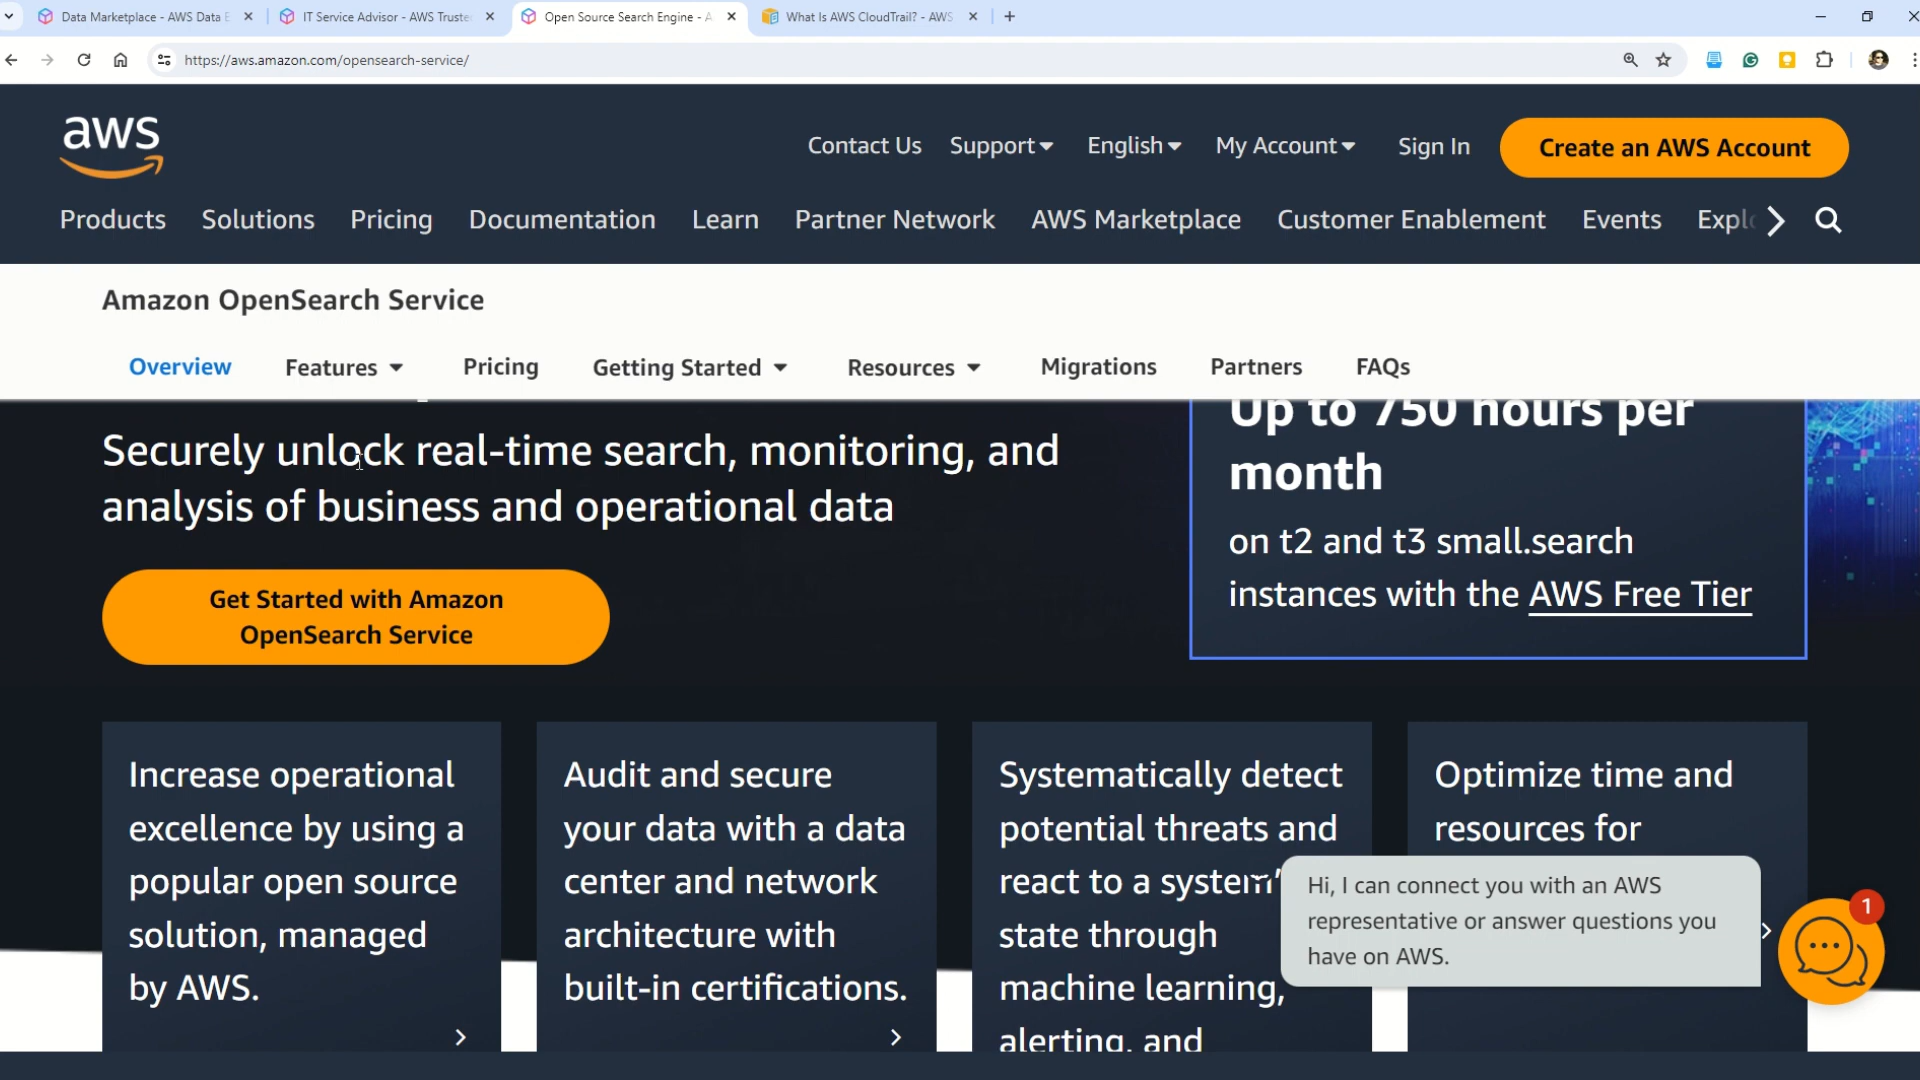 Data Marketplace - AWS Data E
IT Service Advisor - AWS Truste
Open Source Search Engine - A
What Is AWS CloudTrail? - AWS
https://aws.amazon.com/opensearch-service/
aws
Contact Us
Support
English
My Account
Sign In
Create an AWS Account
Products
Solutions
Pricing
Documentation
Learn
Partner Network
AWS Marketplace
Customer Enablement
Events
Explo
Amazon OpenSearch Service
Overview
Features
Pricing
Getting Started
Resources
Migrations
Partners
FAQs
Securely unlock real-time search, monitoring, and
analysis of business and operational data
Get Started with Amazon
OpenSearch Service
Up to 750 hours per
month
on t2 and t3 small.search
instances with the AWS Free Tier
Increase operational
excellence by using a
popular open source
solution, managed
by AWS.
Audit and secure
your data with a data
center and network
architecture with
built-in certifications.
Systematically detect
potential threats and
react to a system'
state through
machine learning,
alerting, and
Optimize time and
resources for
Hi, I can connect you with an AWS
representative or answer questions you
have on AWS.
1